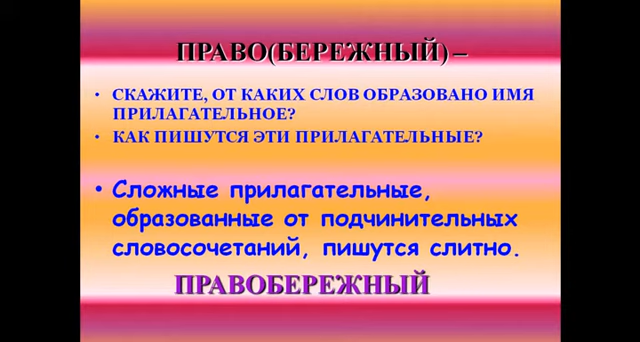 ПРАВО(БЕРЕЖНЫЙ) –
• СКАЖИТЕ, ОТ КАКИХ СЛОВ ОБРАЗОВАНО ИМЯ
ПРИЛАГАТЕЛЬНОЕ?
• КАК ПИШУТСЯ ЭТИ ПРИЛАГАТЕЛЬНЫЕ?
• Сложные прилагательные,
образованные от подчинительных
словосочетаний, пишутся слитно.
ПРАВОБЕРЕЖНЫЙ